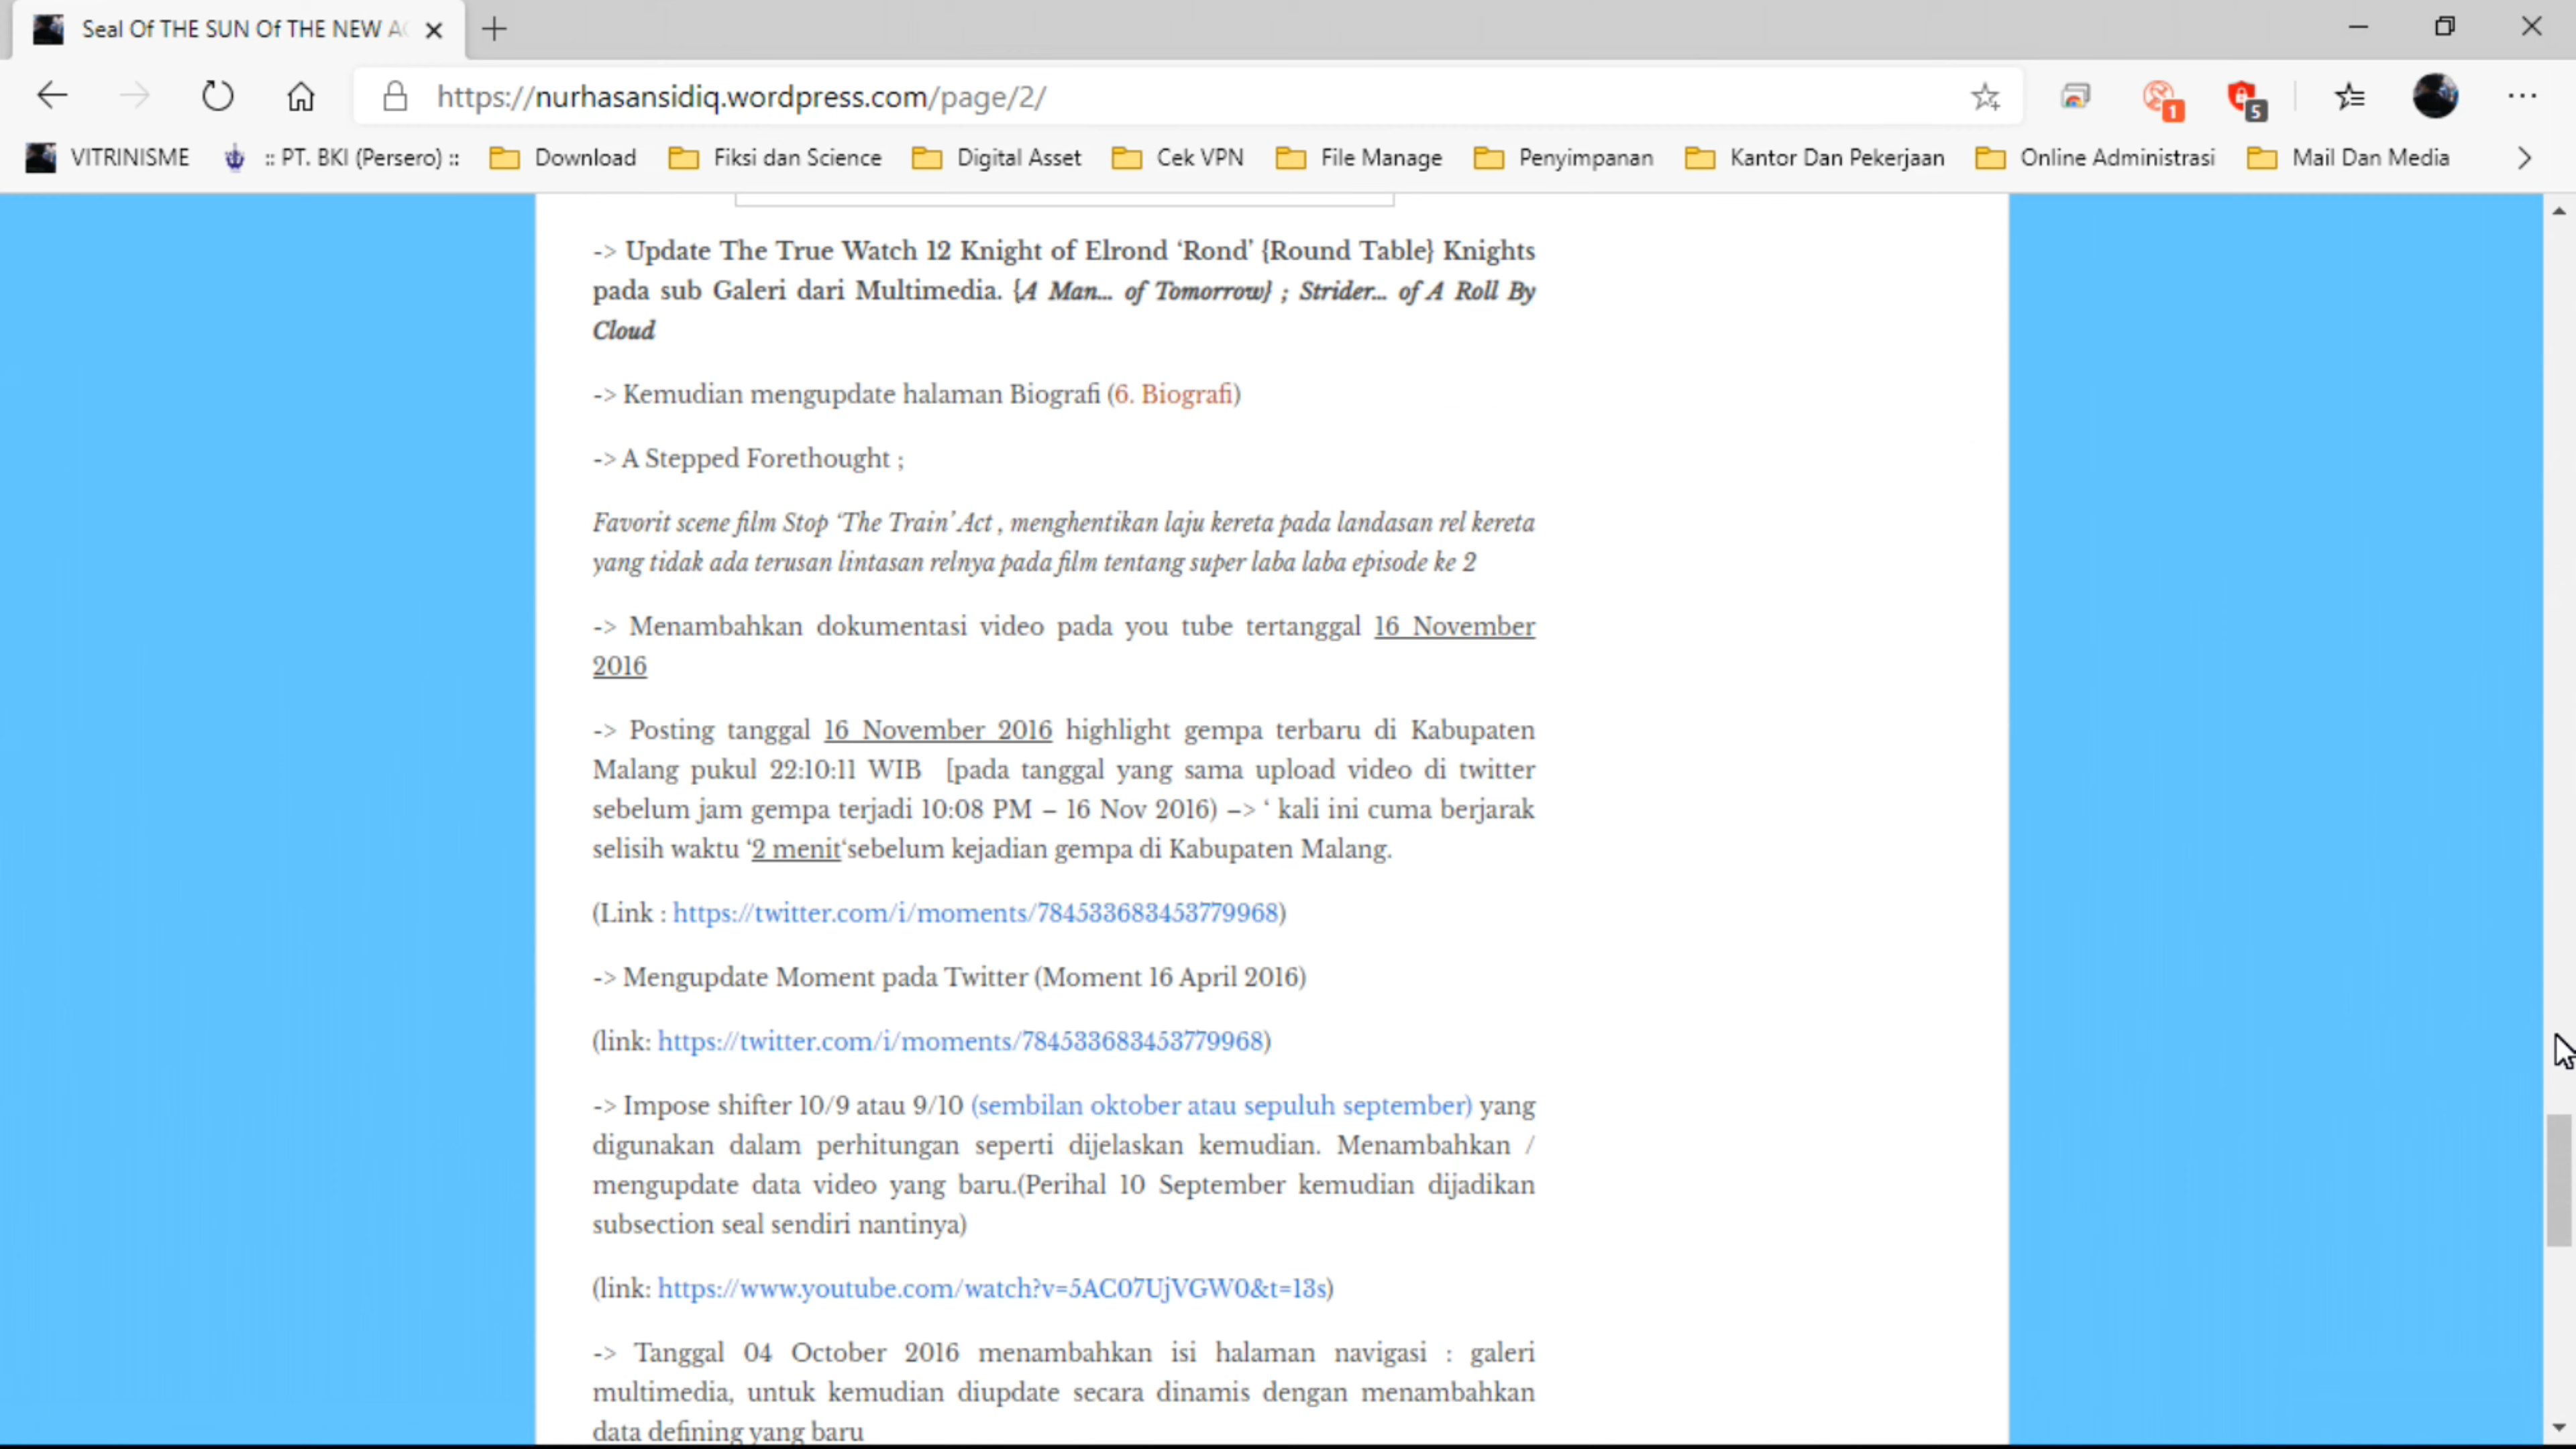 Seal Of THE SUN Of THE NEW
https://nurhasansidiq.wordpress.com/page/2/
1
5
VITRINISME :: PT. BKI (Persero) :: Download Fiksi dan Science Digital Asset Cek VPN File Manage Penyimpanan Kantor Dan Pekerjaan Online Administrasi Mail Dan Media
-> Update The True Watch 12 Knight of Elrond ‘Rond’ {Round Table} Knights
pada sub Galeri dari Multimedia. {A Man... of Tomorrow} ; Strider... of A Roll By
Cloud
-> Kemudian mengupdate halaman Biografi (6. Biografi)
-> A Stepped Forethought ;
Favorit scene film Stop ‘The Train’ Act , menghentikan laju kereta pada landasan rel kereta
yang tidak ada terusan lintasan relnya pada film tentang super laba laba episode ke 2
-> Menambahkan dokumentasi video pada you tube tertanggal 16 November
2016
-> Posting tanggal 16 November 2016 highlight gempa terbaru di Kabupaten
Malang pukul 22:10:11 WIB [pada tanggal yang sama upload video di twitter
sebelum jam gempa terjadi 10:08 PM – 16 Nov 2016) –> ‘ kali ini cuma berjarak
selisih waktu ‘2 menit‘sebelum kejadian gempa di Kabupaten Malang.
(Link : https://twitter.com/i/moments/784533683453779968)
-> Mengupdate Moment pada Twitter (Moment 16 April 2016)
(link: https://twitter.com/i/moments/784533683453779968)
-> Impose shifter 10/9 atau 9/10 (sembilan oktober atau sepuluh september) yang
digunakan dalam perhitungan seperti dijelaskan kemudian. Menambahkan /
mengupdate data video yang baru.(Perihal 10 September kemudian dijadikan
subsection seal sendiri nantinya)
(link: https://www.youtube.com/watch?v=5AC07UjVGW0&t=13s)
-> Tanggal 04 October 2016 menambahkan isi halaman navigasi : galeri
multimedia, untuk kemudian diupdate secara dinamis dengan menambahkan
data defining yang baru